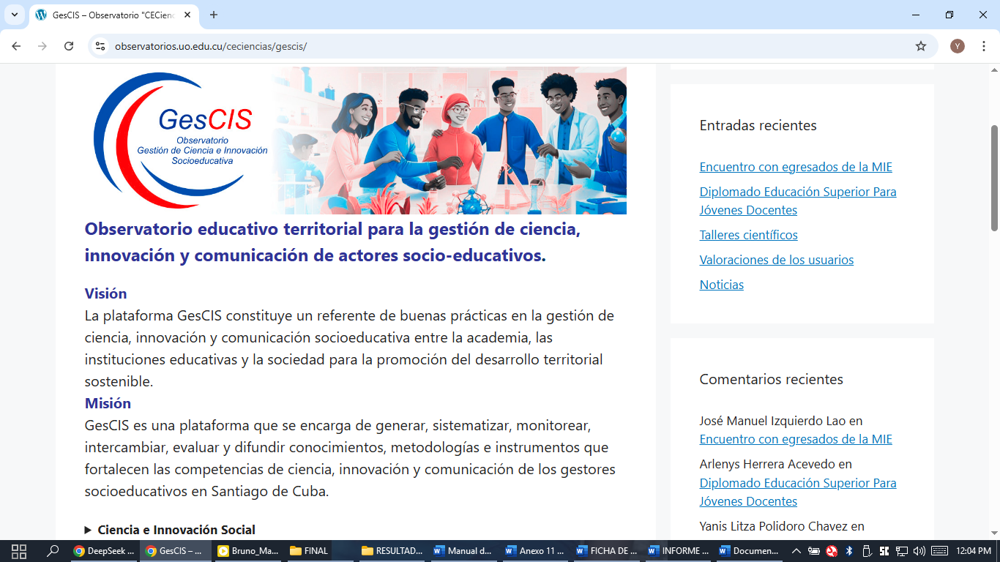 GesCIS – Observatorio "CECien
observatorios.uo.edu.cu/ceciencias/gescis/
Y
GesCIS
Observatorio
Gestión de Ciencia e Innovación
Socioeducativa
Observatorio educativo territorial para la gestión de ciencia,
innovación y comunicación de actores socio-educativos.
Visión
La plataforma GesCIS constituye un referente de buenas prácticas en la gestión de
ciencia, innovación y comunicación socioeducativa entre la academia, las
instituciones educativas y la sociedad para la promoción del desarrollo territorial
sostenible.
Misión
GesCIS es una plataforma que se encarga de generar, sistematizar, monitorear,
intercambiar, evaluar y difundir conocimientos, metodologías e instrumentos que
fortalecen las competencias de ciencia, innovación y comunicación de los gestores
socioeducativos en Santiago de Cuba.
Ciencia e Innovación Social
Entradas recientes
Encuentro con egresados de la MIE
Diplomado Educación Superior Para
Jóvenes Docentes
Talleres científicos
Valoraciones de los usuarios
Noticias
Comentarios recientes
José Manuel Izquierdo Lao en
Encuentro con egresados de la MIE
Arlenys Herrera Acevedo en
Diplomado Educación Superior Para
Jóvenes Docentes
Yanis Litza Polidoro Chavez en
DeepSeek ...
GesCIS – ...
Bruno_Ma...
FINAL
RESULTAD...
Manual d...
Anexo 11 ...
FICHA DE ...
INFORME ...
Documen...
12:04 PM